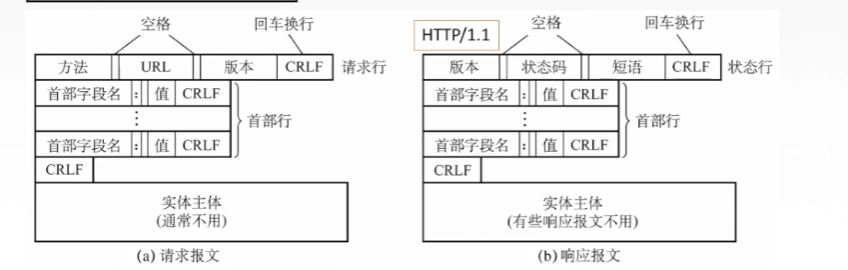 空格 回车换行
方法 URL 版本 CRLF 请求行
首部字段名 : 值 CRLF
⋮ 首部行
首部字段名 : 值 CRLF
CRLF
实体主体
(通常不用)
(a) 请求报文
HTTP/1.1 空格 回车换行
版本 状态码 短语 CRLF 状态行
首部字段名 : 值 CRLF
⋮ 首部行
首部字段名 : 值 CRLF
CRLF
实体主体
(有些响应报文不用)
(b) 响应报文